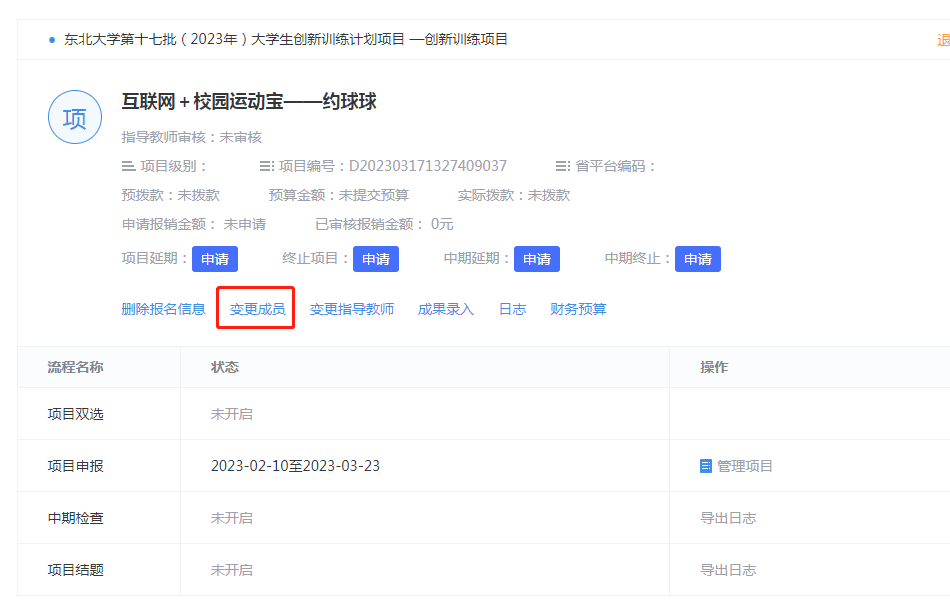 东北大学第十七批（2023年）大学生创新训练计划项目 —创新训练项目
退
项
互联网＋校园运动宝——约球球
指导教师审核：未审核
项目级别： 项目编号：D202303171327409037 省平台编码：
预拨款：未拨款 预算金额：未提交预算 实际拨款：未拨款
申请报销金额： 未申请 已审核报销金额： 0元
项目延期： 申请 终止项目： 申请 中期延期： 申请 中期终止： 申请
删除报名信息 变更成员 变更指导教师 成果录入 日志 财务预算
流程名称 状态 操作
项目双选 未开启
项目申报 2023-02-10至2023-03-23 管理项目
中期检查 未开启 导出日志
项目结题 未开启 导出日志